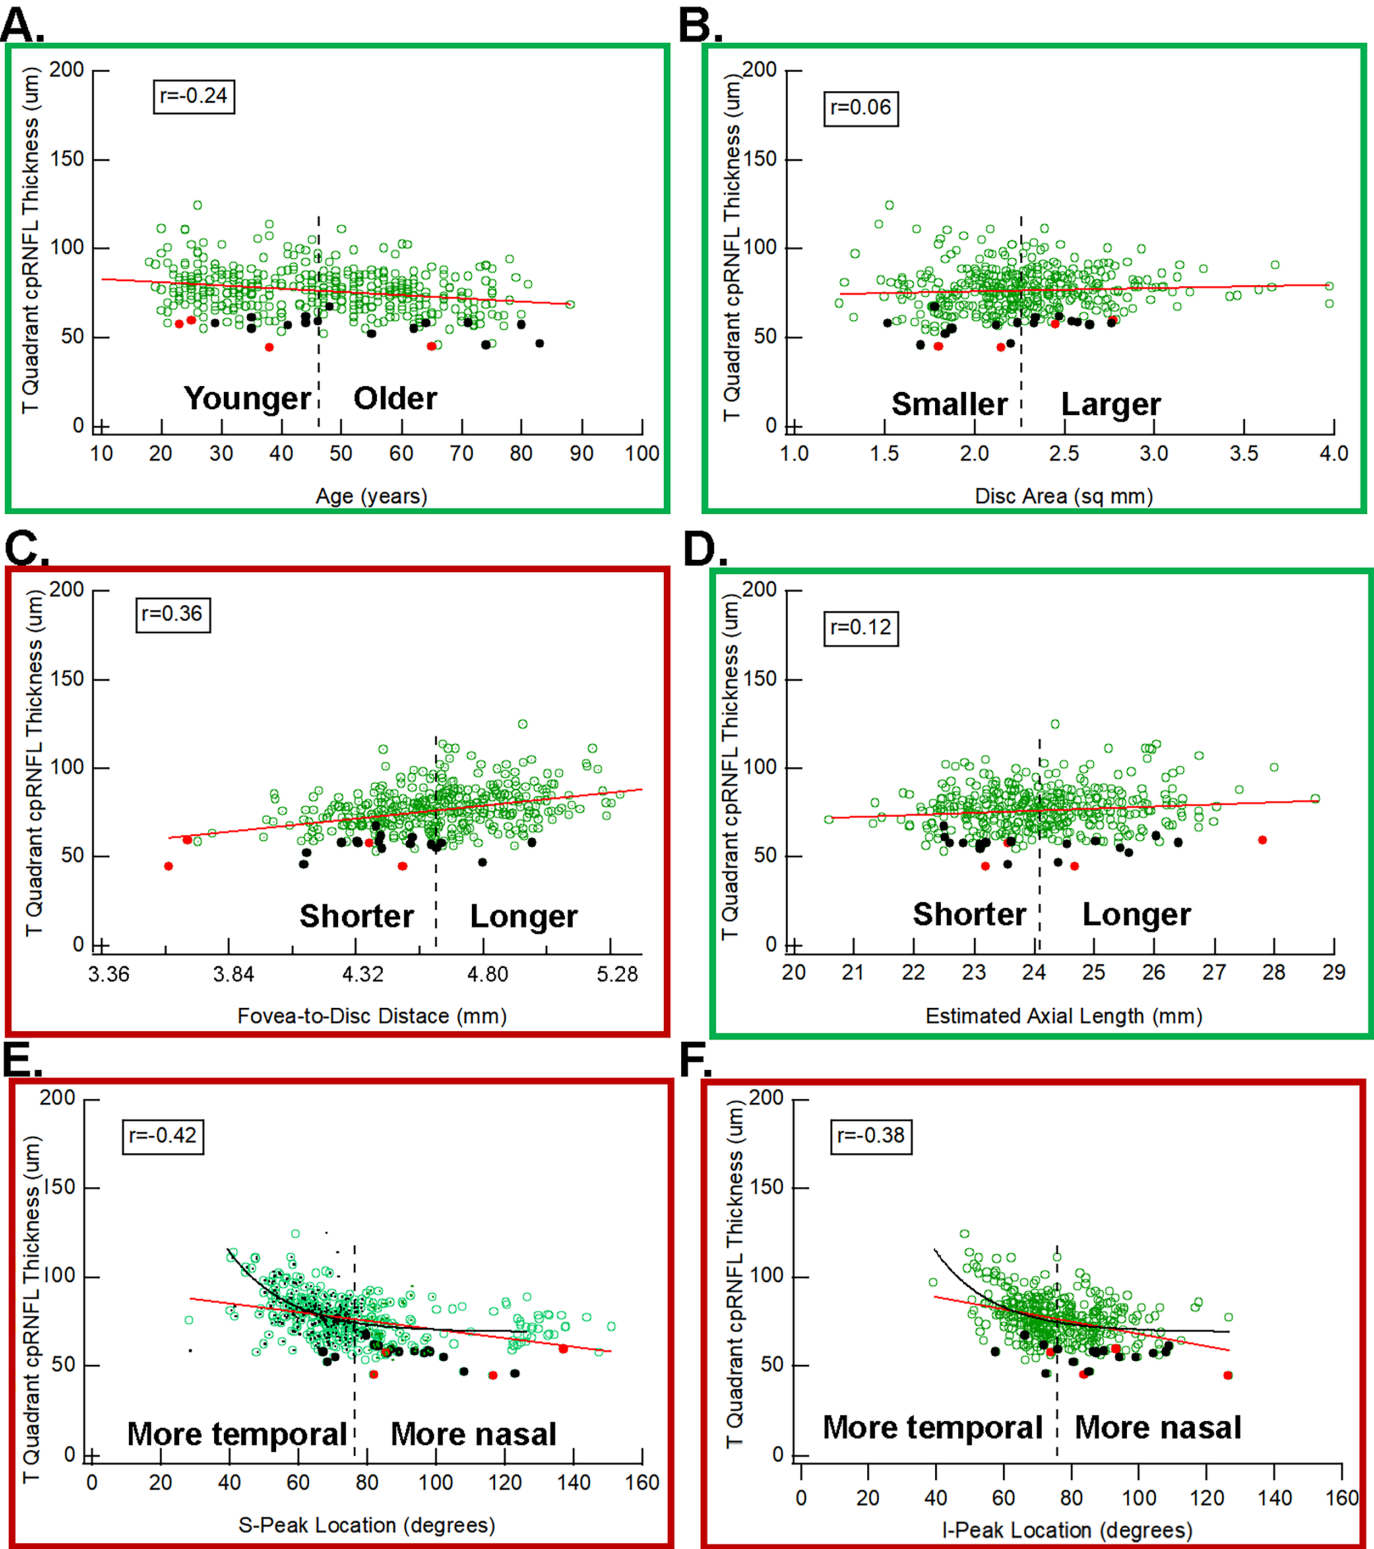 A.
T Quadrant cpRNFL Thickness (um)
200
150
100
50
0
r=-0.24
Younger
Older
10 20 30 40 50 60 70 80 90 100
Age (years)
B.
T Quadrant cpRNFL Thickness (um)
200
150
100
50
0
r=0.06
Smaller
Larger
1.0 1.5 2.0 2.5 3.0 3.5 4.0
Disc Area (sq mm)
C.
T Quadrant cpRNFL Thickness (um)
200
150
100
50
0
r=0.36
Shorter
Longer
3.36 3.84 4.32 4.80 5.28
Fovea-to-Disc Distace (mm)
D.
T Quadrant cpRNFL Thickness (um)
200
150
100
50
0
r=0.12
Shorter
Longer
20 21 22 23 24 25 26 27 28 29
Estimated Axial Length (mm)
E.
T Quadrant cpRNFL Thickness (um)
200
150
100
50
0
r=-0.42
More temporal
More nasal
0 20 40 60 80 100 120 140 160
S-Peak Location (degrees)
F.
T Quadrant cpRNFL Thickness (um)
200
150
100
50
0
r=-0.38
More temporal
More nasal
0 20 40 60 80 100 120 140 160
I-Peak Location (degrees)